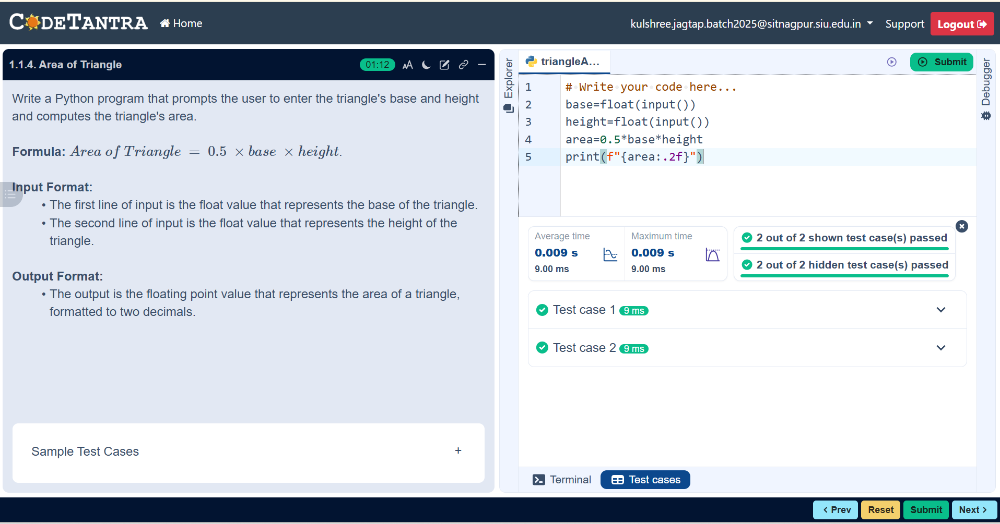 CODETANTRA Home kulshree.jagtap.batch2025@sitnagpur.siu.edu.in Support Logout
1.1.4. Area of Triangle 01:12
Write a Python program that prompts the user to enter the triangle's base and height
and computes the triangle's area.
Formula: Area of Triangle = 0.5 × base × height.
Input Format:
• The first line of input is the float value that represents the base of the triangle.
• The second line of input is the float value that represents the height of the
triangle.
Output Format:
• The output is the floating point value that represents the area of a triangle,
formatted to two decimals.
Sample Test Cases +
Explorer
triangleA... Submit
1 # Write your code here...
2 base=float(input())
3 height=float(input())
4 area=0.5*base*height
5 print(f"{area:.2f}")
Average time
0.009 s
9.00 ms
Maximum time
0.009 s
9.00 ms
2 out of 2 shown test case(s) passed
2 out of 2 hidden test case(s) passed
Test case 1 9 ms
Test case 2 9 ms
Terminal Test cases
Debugger
< Prev Reset Submit Next >